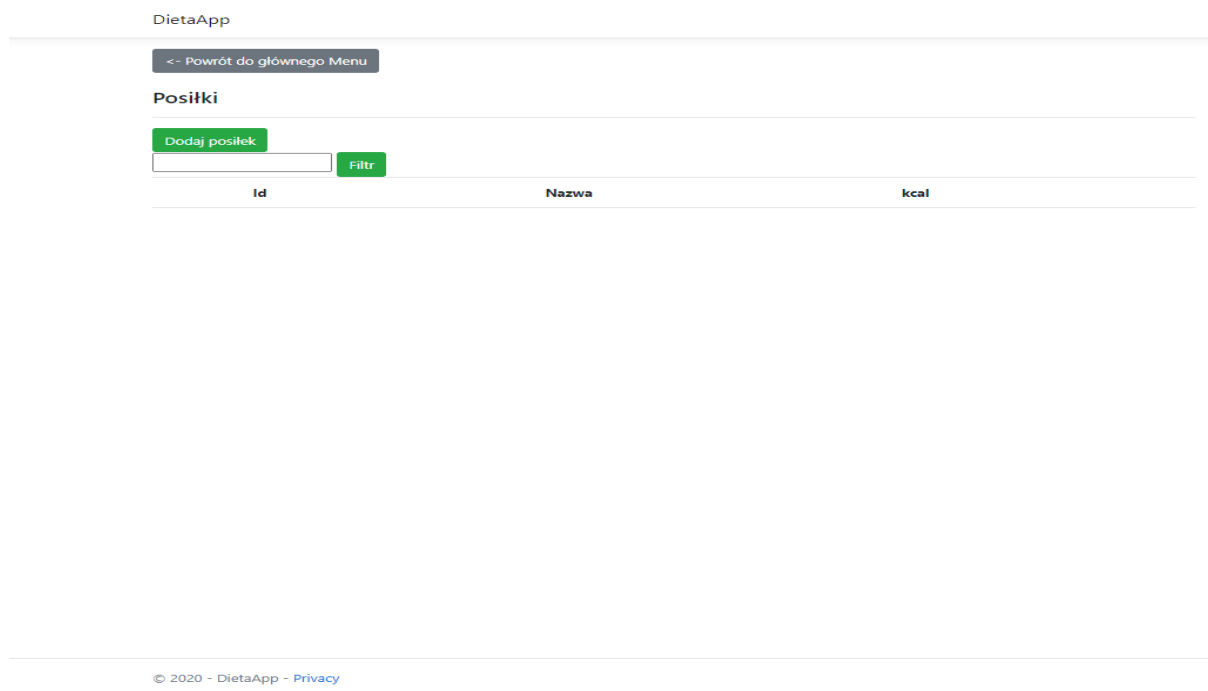 DietaApp
<- Powrót do głównego Menu
Posiłki
Dodaj posiłek
Filtr
Id Nazwa kcal
© 2020 - DietaApp - Privacy